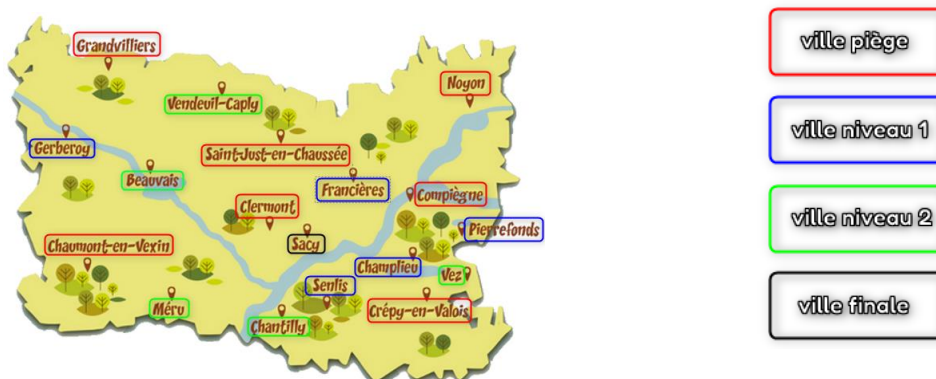 Grandvilliers
Noyon
Vendeuil-Caply
Gerberoy
Saint-Just-en-Chaussée
Beauvais
Francières
Compiègne
Clermont
Pierrefonds
Sacy
Chaumont-en-Vexin
Champlieu
Vez
Senlis
Méru
Crépy-en-Valois
Chantilly
ville piège
ville niveau 1
ville niveau 2
ville finale